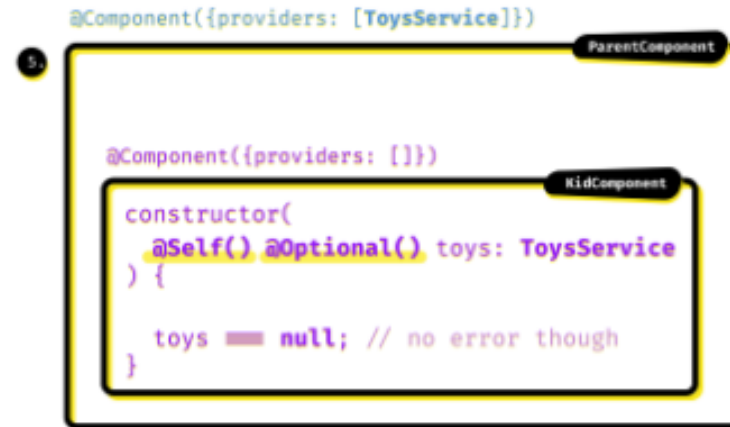 @Component({providers: [ToysService]})
ParentComponent
5.
@Component({providers: []})
KidComponent
constructor(
@Self() @Optional() toys: ToysService
) {
toys === null; // no error though
}